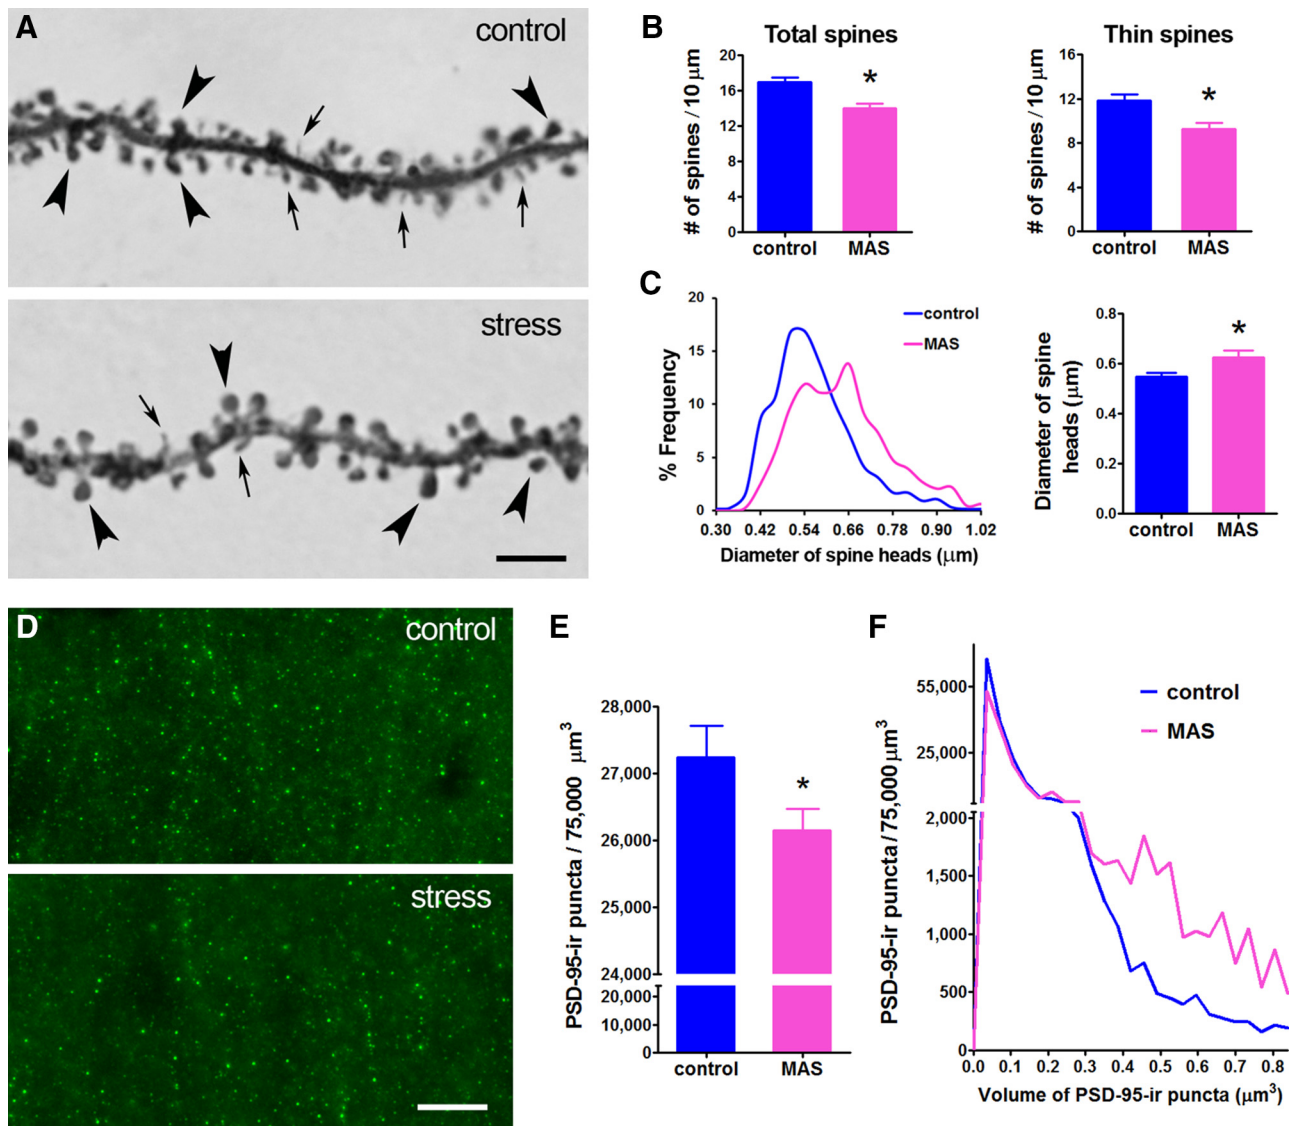 A
control
stress
B
Total spines
# of spines / 10 μm
20
16
12
8
4
0
*
control MAS
Thin spines
# of spines / 10 μm
16
12
8
4
0
*
control MAS
C
% Frequency
20
15
10
5
0
control
MAS
0.30 0.42 0.54 0.66 0.78 0.90 1.02
Diameter of spine heads (μm)
Diameter of spine
heads (μm)
0.8
0.6
0.4
0.2
0.0
*
control MAS
D
control
stress
E
PSD-95-ir puncta / 75,000 μm³
28,000
27,000
26,000
25,000
24,000
20,000
10,000
0
*
control MAS
F
PSD-95-ir puncta / 75,000 μm³
55,000
25,000
2,000
1,500
1,000
500
0
control
MAS
0.0 0.1 0.2 0.3 0.4 0.5 0.6 0.7 0.8
Volume of PSD-95-ir puncta (μm³)